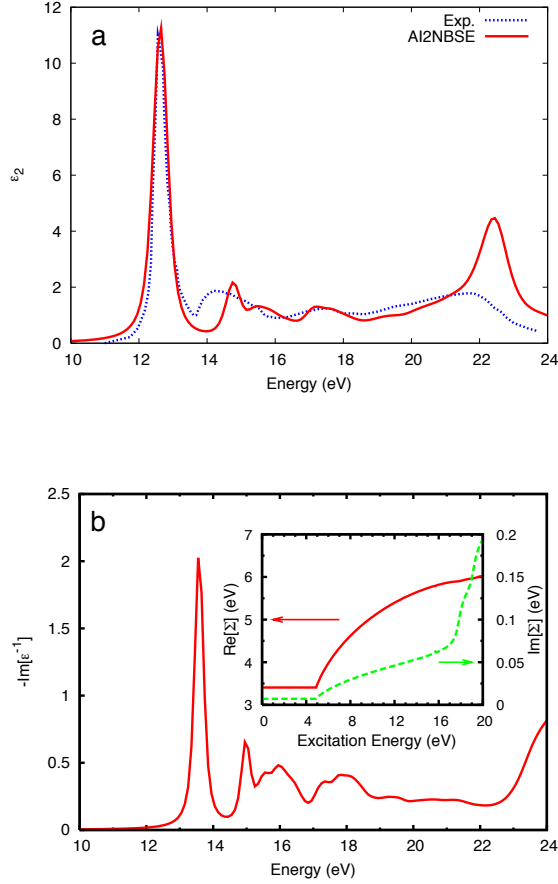 a
Exp.
AI2NBSE
12
10
8
6
4
2
0
ε2
10 12 14 16 18 20 22 24
Energy (eV)
b
2.5
2
1.5
1
0.5
0
-Im[ε-1]
7
6
5
4
3
Re[Σ] (eV)
0.2
0.15
0.1
0.05
0
Im[Σ] (eV)
0 4 8 12 16 20
Excitation Energy (eV)
10 12 14 16 18 20 22 24
Energy (eV)